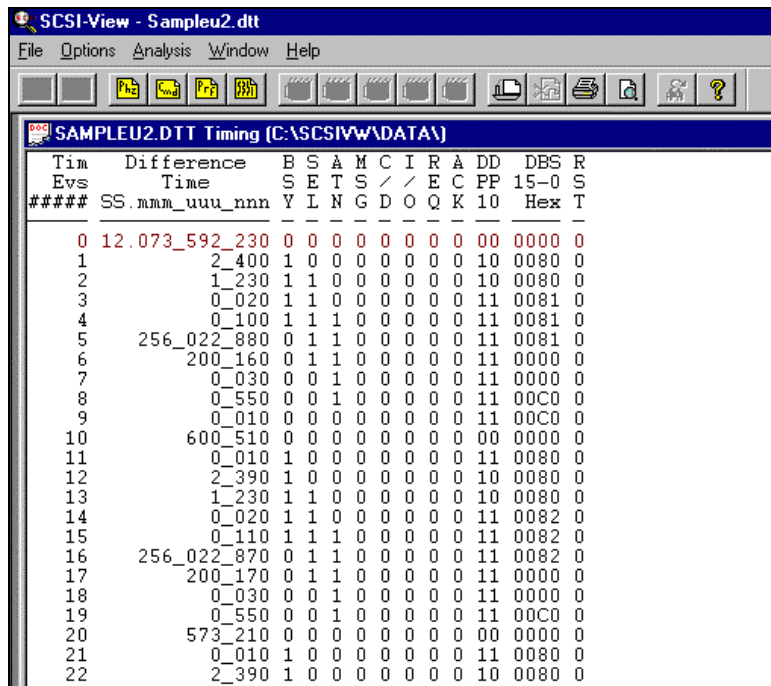 SCSI-View - Sampleu2.dtt
File Options Analysis Window Help
Phz Cmd Prf
DOC SAMPLEU2.DTT Timing (C:\SCSIVW\DATA\)
Tim Difference B S A M C I R A DD DBS R
Evs Time S E T S / / E C PP 15-0 S
##### SS.mmm_uuu_nnn Y L N G D O Q K 10 Hex T
0 12.073_592_230 0 0 0 0 0 0 0 0 00 0000 0
1 2_400 1 0 0 0 0 0 0 0 10 0080 0
2 1_230 1 1 0 0 0 0 0 0 10 0080 0
3 0_020 1 1 0 0 0 0 0 0 11 0081 0
4 0_100 1 1 1 0 0 0 0 0 11 0081 0
5 256_022_880 0 1 1 0 0 0 0 0 11 0081 0
6 200_160 0 1 1 0 0 0 0 0 11 0000 0
7 0_030 0 0 1 0 0 0 0 0 11 0000 0
8 0_550 0 0 1 0 0 0 0 0 11 00C0 0
9 0_010 0 0 0 0 0 0 0 0 11 00C0 0
10 600_510 0 0 0 0 0 0 0 0 00 0000 0
11 0_010 1 0 0 0 0 0 0 0 11 0080 0
12 2_390 1 0 0 0 0 0 0 0 10 0080 0
13 1_230 1 1 0 0 0 0 0 0 10 0080 0
14 0_020 1 1 0 0 0 0 0 0 11 0082 0
15 0_110 1 1 1 0 0 0 0 0 11 0082 0
16 256_022_870 0 1 1 0 0 0 0 0 11 0082 0
17 200_170 0 1 1 0 0 0 0 0 11 0000 0
18 0_030 0 0 1 0 0 0 0 0 11 0000 0
19 0_550 0 0 1 0 0 0 0 0 11 00C0 0
20 573_210 0 0 0 0 0 0 0 0 00 0000 0
21 0_010 1 0 0 0 0 0 0 0 11 0080 0
22 2_390 1 0 0 0 0 0 0 0 10 0080 0